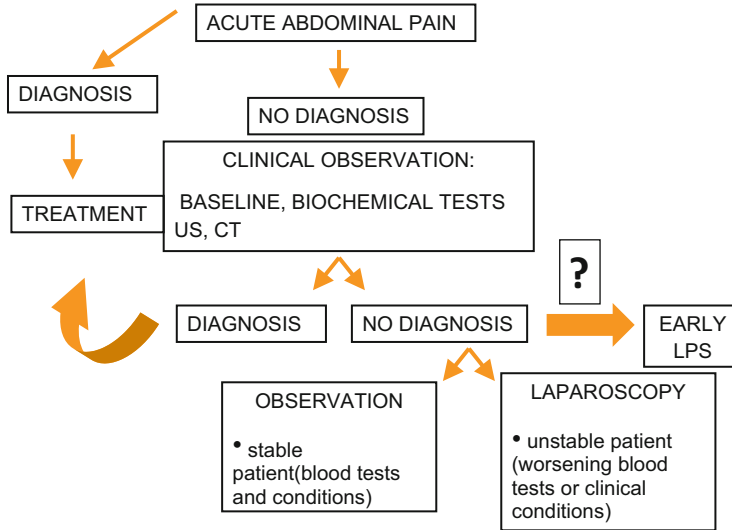 ACUTE ABDOMINAL PAIN
DIAGNOSIS
NO DIAGNOSIS
CLINICAL OBSERVATION:
BASELINE, BIOCHEMICAL TESTS
US, CT
TREATMENT
?
DIAGNOSIS
NO DIAGNOSIS
EARLY
LPS
OBSERVATION
• stable
patient(blood tests
and conditions)
LAPAROSCOPY
• unstable patient
(worsening blood
tests or clinical
conditions)